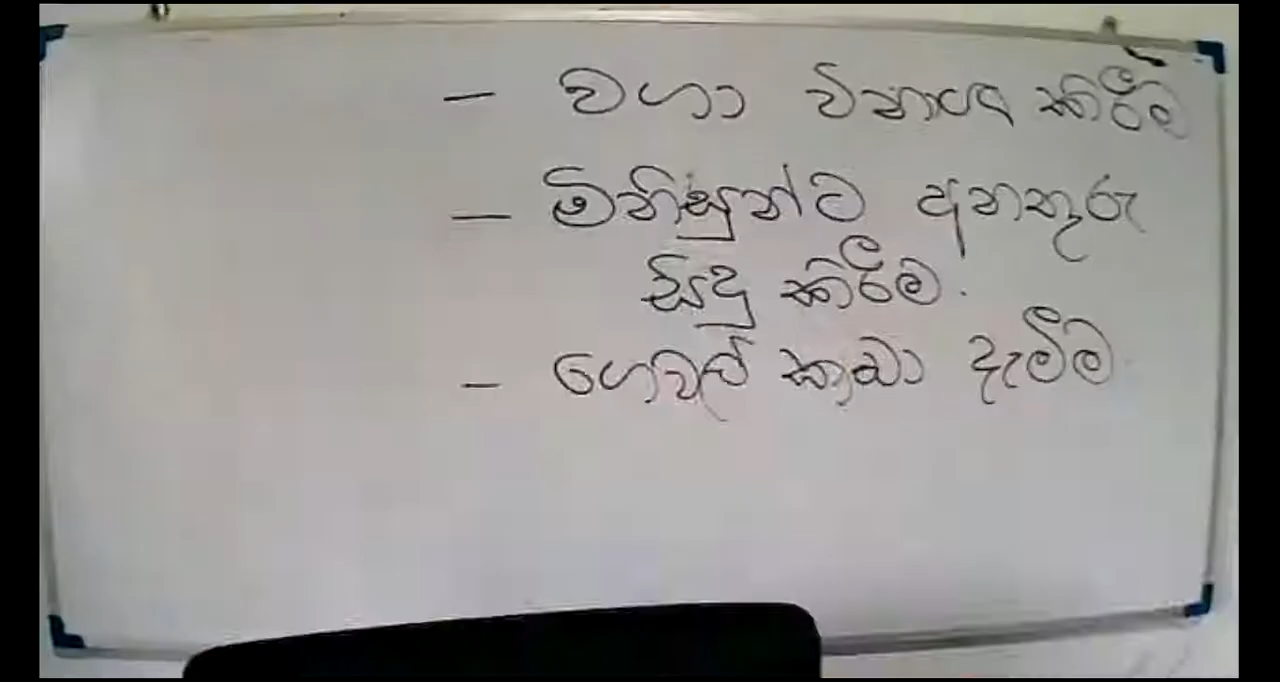 - වගා විනාශ කිරීම
- මිනිසුන්ට අනතුරු
සිදු කිරීම.
- ගෙවල් කඩා දැමීම